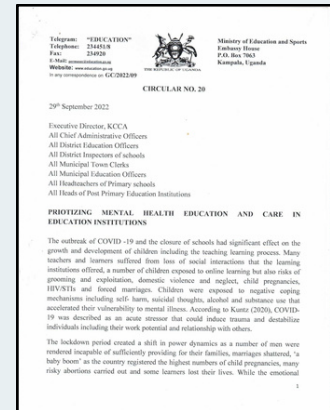 Telegram: "EDUCATION"
Telephone: 234451/8
Fax: 234920
E-Mail:
Website: www.education.go.ug
In any correspondence on GC/2022/09
THE REPUBLIC OF UGANDA
Ministry of Education and Sports
Embassy House
P.O. Box 7063
Kampala, Uganda
CIRCULAR NO. 20
29th September 2022
Executive Director, KCCA
All Chief Administrative Officers
All District Education Officers
All District Inspectors of schools
All Municipal Town Clerks
All Municipal Education Officers
All Headteachers of Primary schools
All Heads of Post Primary Education Institutions
PRIOTIZING MENTAL HEALTH EDUCATION AND CARE IN
EDUCATION INSTITUTIONS
The outbreak of COVID -19 and the closure of schools had significant effect on the
growth and development of children including the teaching learning process. Many
teachers and learners suffered from loss of social interactions that the learning
institutions offered, a number of children exposed to online learning but also risks of
grooming and exploitation, domestic violence and neglect, child pregnancies,
HIV/STIs and forced marriages. Children were exposed to negative coping
mechanisms including self- harm, suicidal thoughts, alcohol and substance use that
accelerated their vulnerability to mental illness. According to Kuntz (2020), COVID-
19 was described as an acute stressor that could induce trauma and destabilize
individuals including their work potential and relationship with others.
The lockdown period created a shift in power dynamics as a number of men were
rendered incapable of sufficiently providing for their families, marriages shattered, 'a
baby boom' as the country registered the highest numbers of child pregnancies, many
risky abortions carried out and some learners lost their lives. While the emotional
1